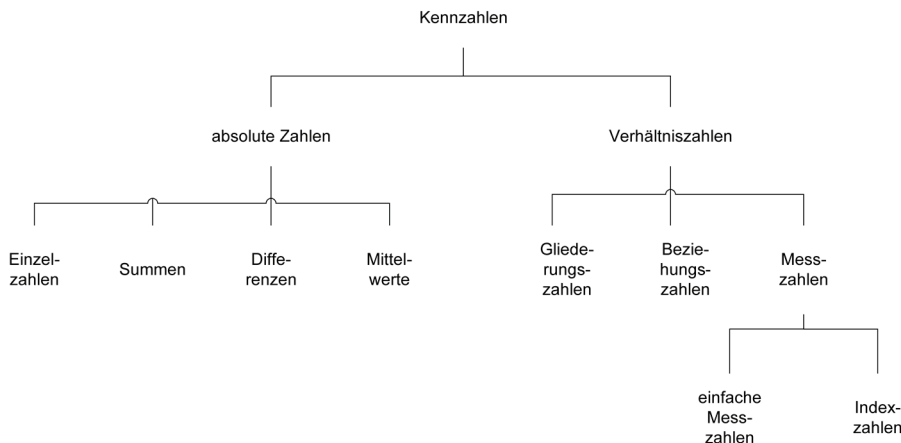 Kennzahlen
absolute Zahlen
Verhältniszahlen
Einzel-
zahlen
Summen
Diffe-
renzen
Mittel-
werte
Gliede-
rungs-
zahlen
Bezie-
hungs-
zahlen
Mess-
zahlen
einfache
Mess-
zahlen
Index-
zahlen